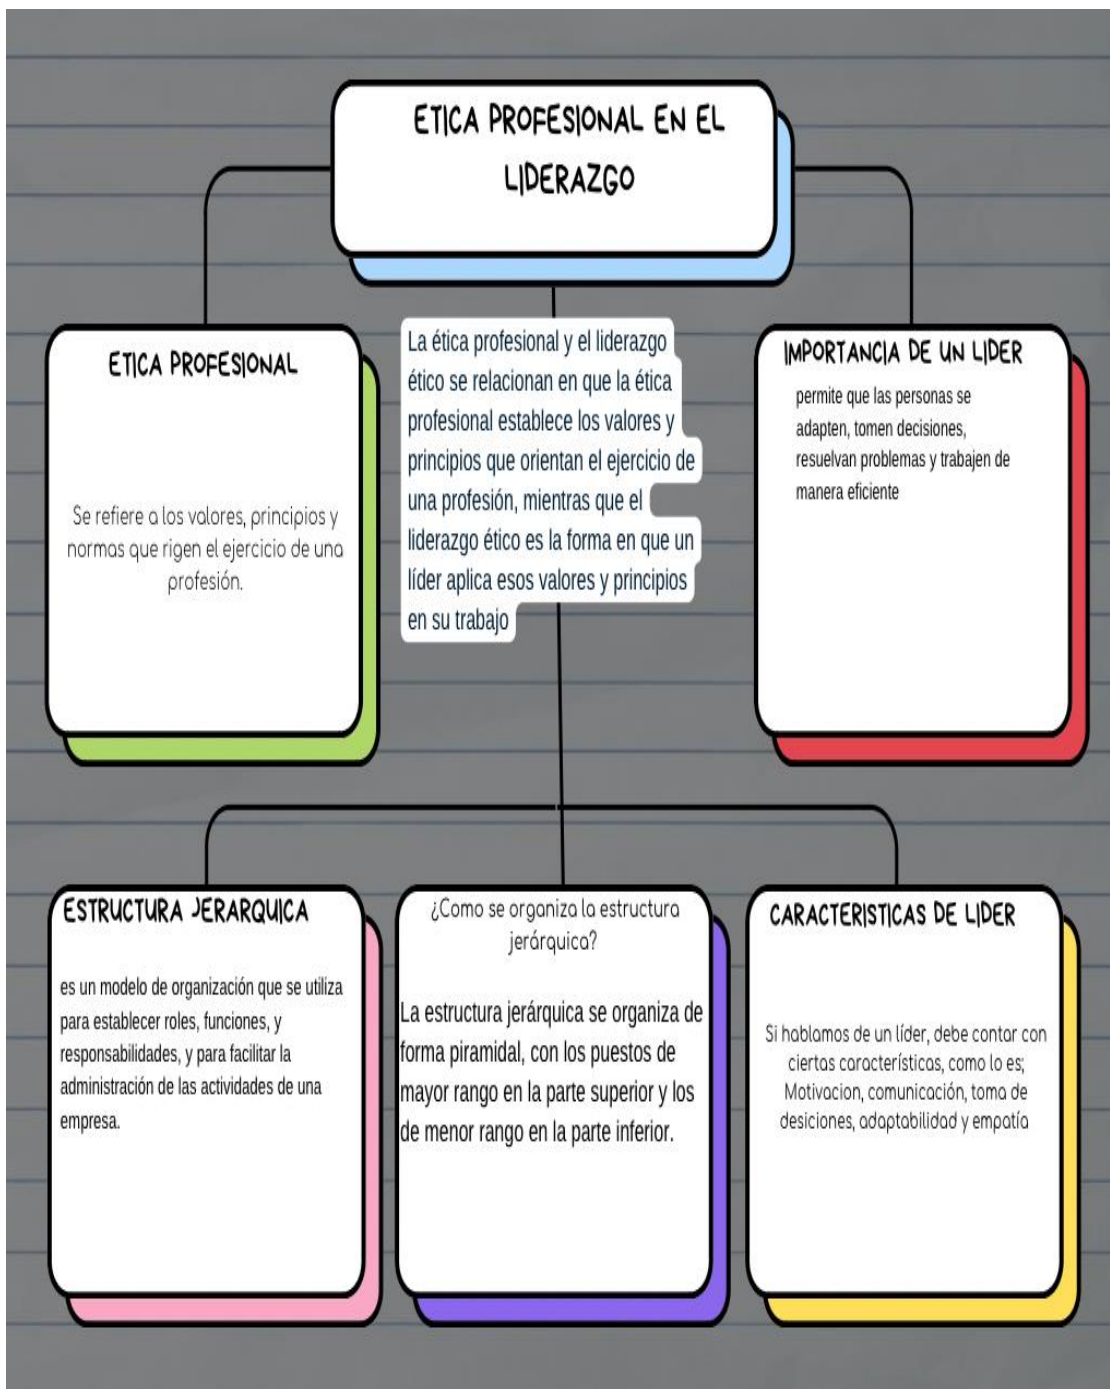 ETICA PROFESIONAL EN EL
LIDERAZGO
ETICA PROFESIONAL
Se refiere a los valores, principios y
normas que rigen el ejercicio de una
profesión.
La ética profesional y el liderazgo
ético se relacionan en que la ética
profesional establece los valores y
principios que orientan el ejercicio de
una profesión, mientras que el
liderazgo ético es la forma en que un
líder aplica esos valores y principios
en su trabajo
IMPORTANCIA DE UN LIDER
permite que las personas se
adapten, tomen decisiones,
resuelvan problemas y trabajen de
manera eficiente
ESTRUCTURA JERARQUICA
es un modelo de organización que se utiliza
para establecer roles, funciones, y
responsabilidades, y para facilitar la
administración de las actividades de una
empresa.
¿Como se organiza la estructura
jerárquica?
La estructura jerárquica se organiza de
forma piramidal, con los puestos de
mayor rango en la parte superior y los
de menor rango en la parte inferior.
CARACTERISTICAS DE LIDER
Si hablamos de un líder, debe contar con
ciertas característícas, como lo es;
Motivacion, comunicación, toma de
desiciones, adaptabilidad y empatía